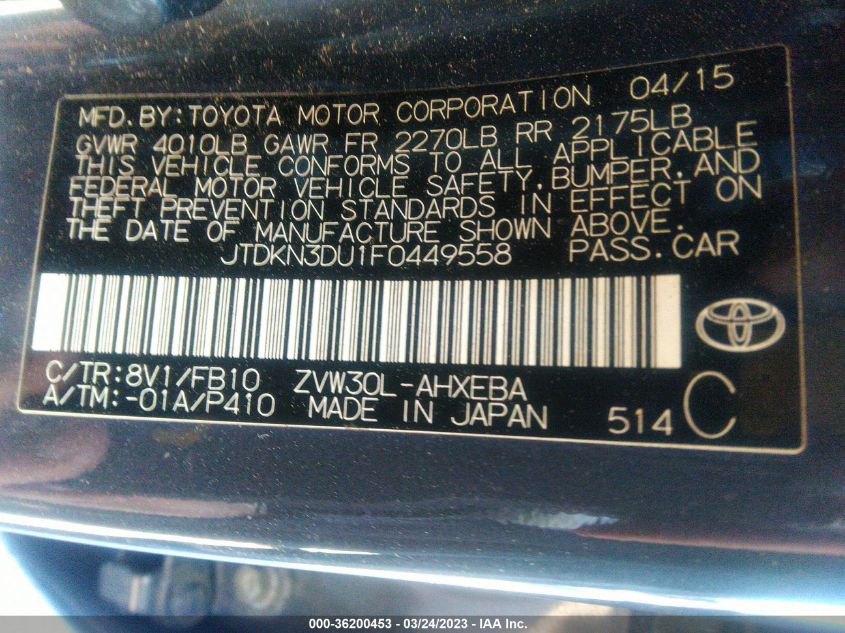 MFD. BY: TOYOTA MOTOR CORPORATION 04/15
GVWR 4010LB GAWR FR 2270LB RR 2175LB
THIS VEHICLE CONFORMS TO ALL APPLICABLE
FEDERAL MOTOR VEHICLE SAFETY, BUMPER, AND
THEFT PREVENTION STANDARDS IN EFFECT ON
THE DATE OF MANUFACTURE SHOWN ABOVE.
JTDKN3DU1F0449558 PASS. CAR
C/TR: 8V1/FB10 ZVW30L-AHXEBA
A/TM: -01A/P410 MADE IN JAPAN 514 C
000-36200453 - 03/24/2023 - IAA Inc.